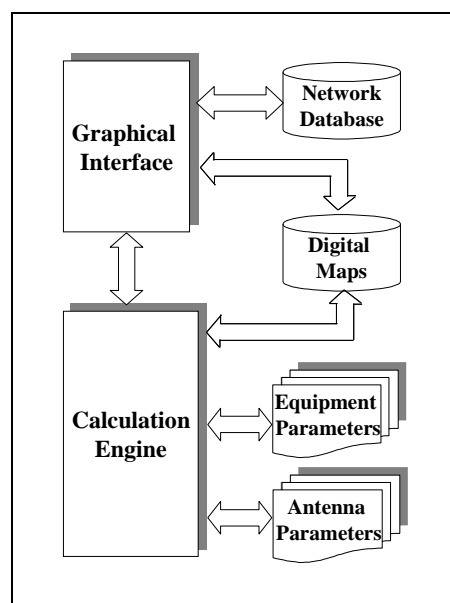 Graphical
Interface
Network
Database
Digital
Maps
Calculation
Engine
Equipment
Parameters
Antenna
Parameters